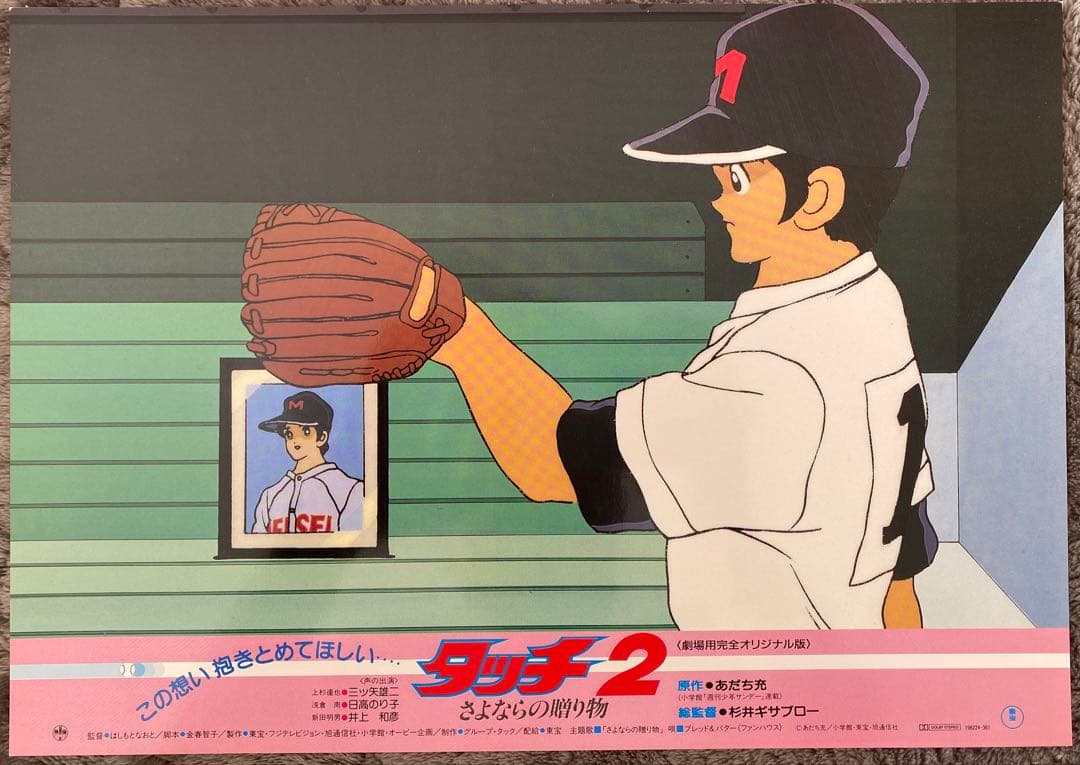 M
M
MEISEI
1
この想い抱きとめてほしい…
〈声の出演〉
上杉達也●三ツ矢雄二
浅倉 南●日高のり子
新田明男●井上 和彦
タッチ2
さよならの贈り物
〈劇場用完全オリジナル版〉
原作●あだち充
(小学館「週刊少年サンデー」連載)
総監督●杉井ギサブロー
監督●はしもとなおと／脚本●金春智子／製作●東宝・フジテレビジョン・旭通信社・小学館・オービー企画／制作●グループ・タック／配給●東宝 主題歌■「さよならの贈り物」 唄■ブレッド&バター(ファンハウス)
©あだち充／小学館・東宝・旭通信社
DOLBY STEREO
東宝